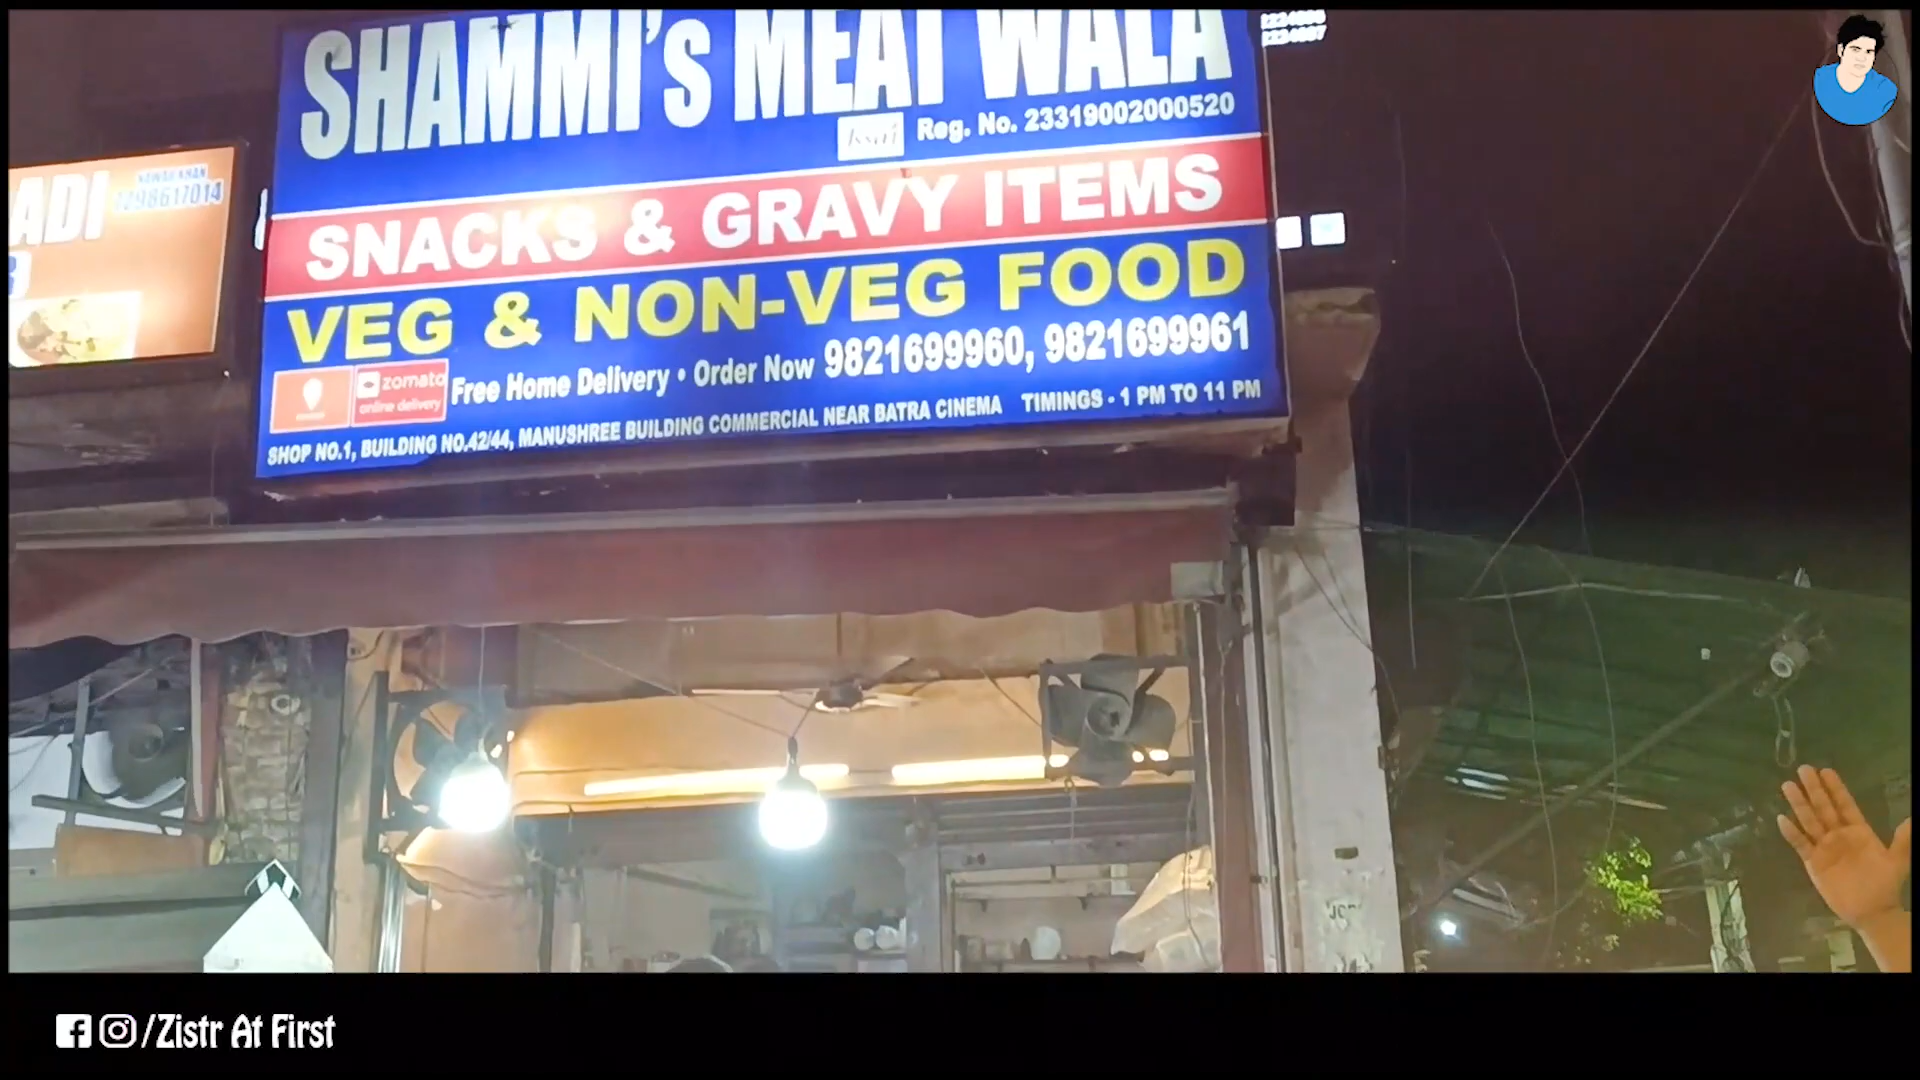 SHAMMI's MEAT WALA
fssai Reg. No. 23319002000520
SNACKS & GRAVY ITEMS
VEG & NON-VEG FOOD
zomato
online delivery
Free Home Delivery • Order Now 9821699960, 9821699961
SHOP NO.1, BUILDING NO.42/44, MANUSHREE BUILDING COMMERCIAL NEAR BATRA CINEMA TIMINGS - 1 PM TO 11 PM
ADI
/Zistr At First